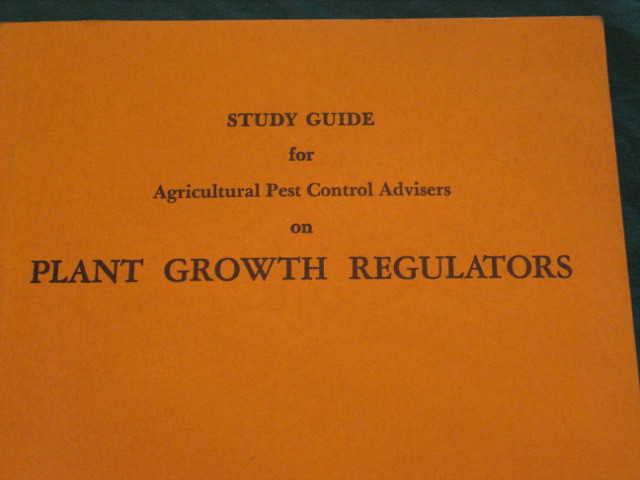 STUDY GUIDE
for
Agricultural Pest Control Advisers
on
PLANT GROWTH REGULATORS